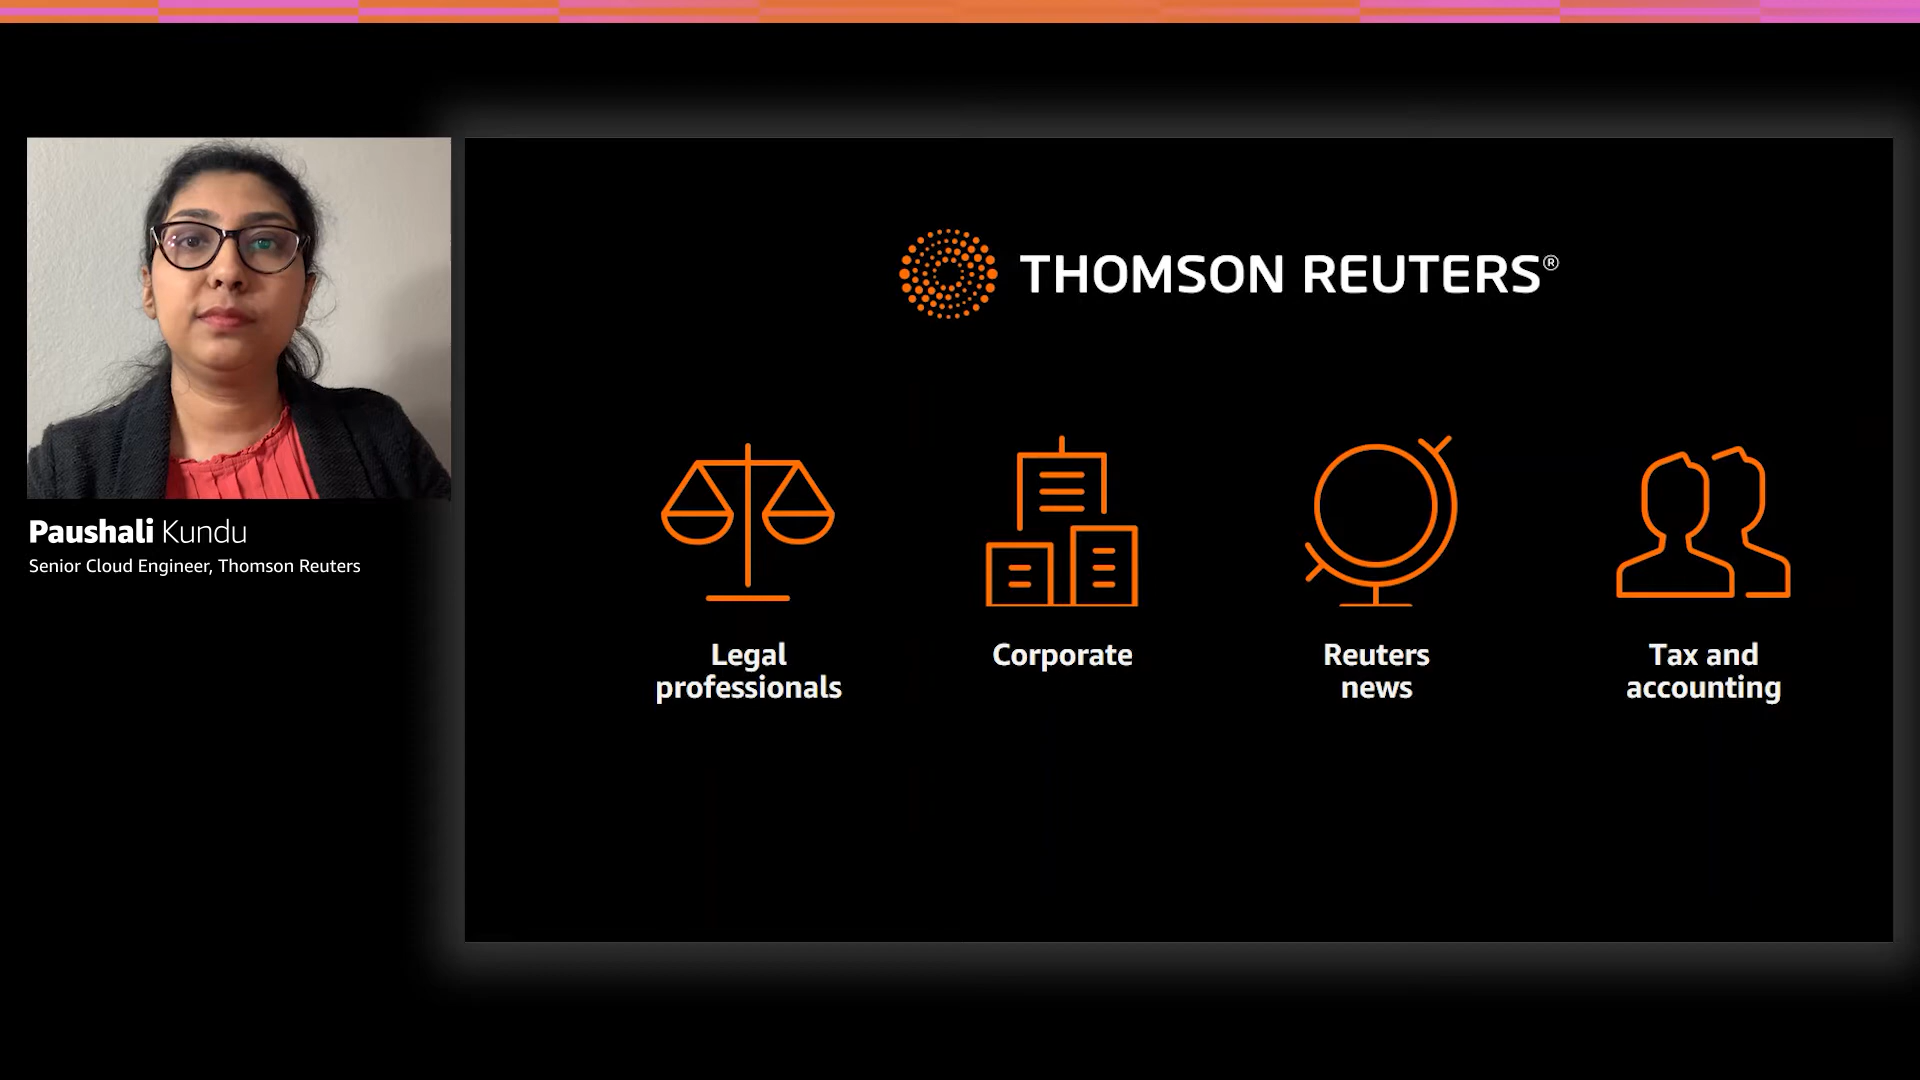 THOMSON REUTERS®
Paushali Kundu
Senior Cloud Engineer, Thomson Reuters
Legal
professionals
Corporate
Reuters
news
Tax and
accounting